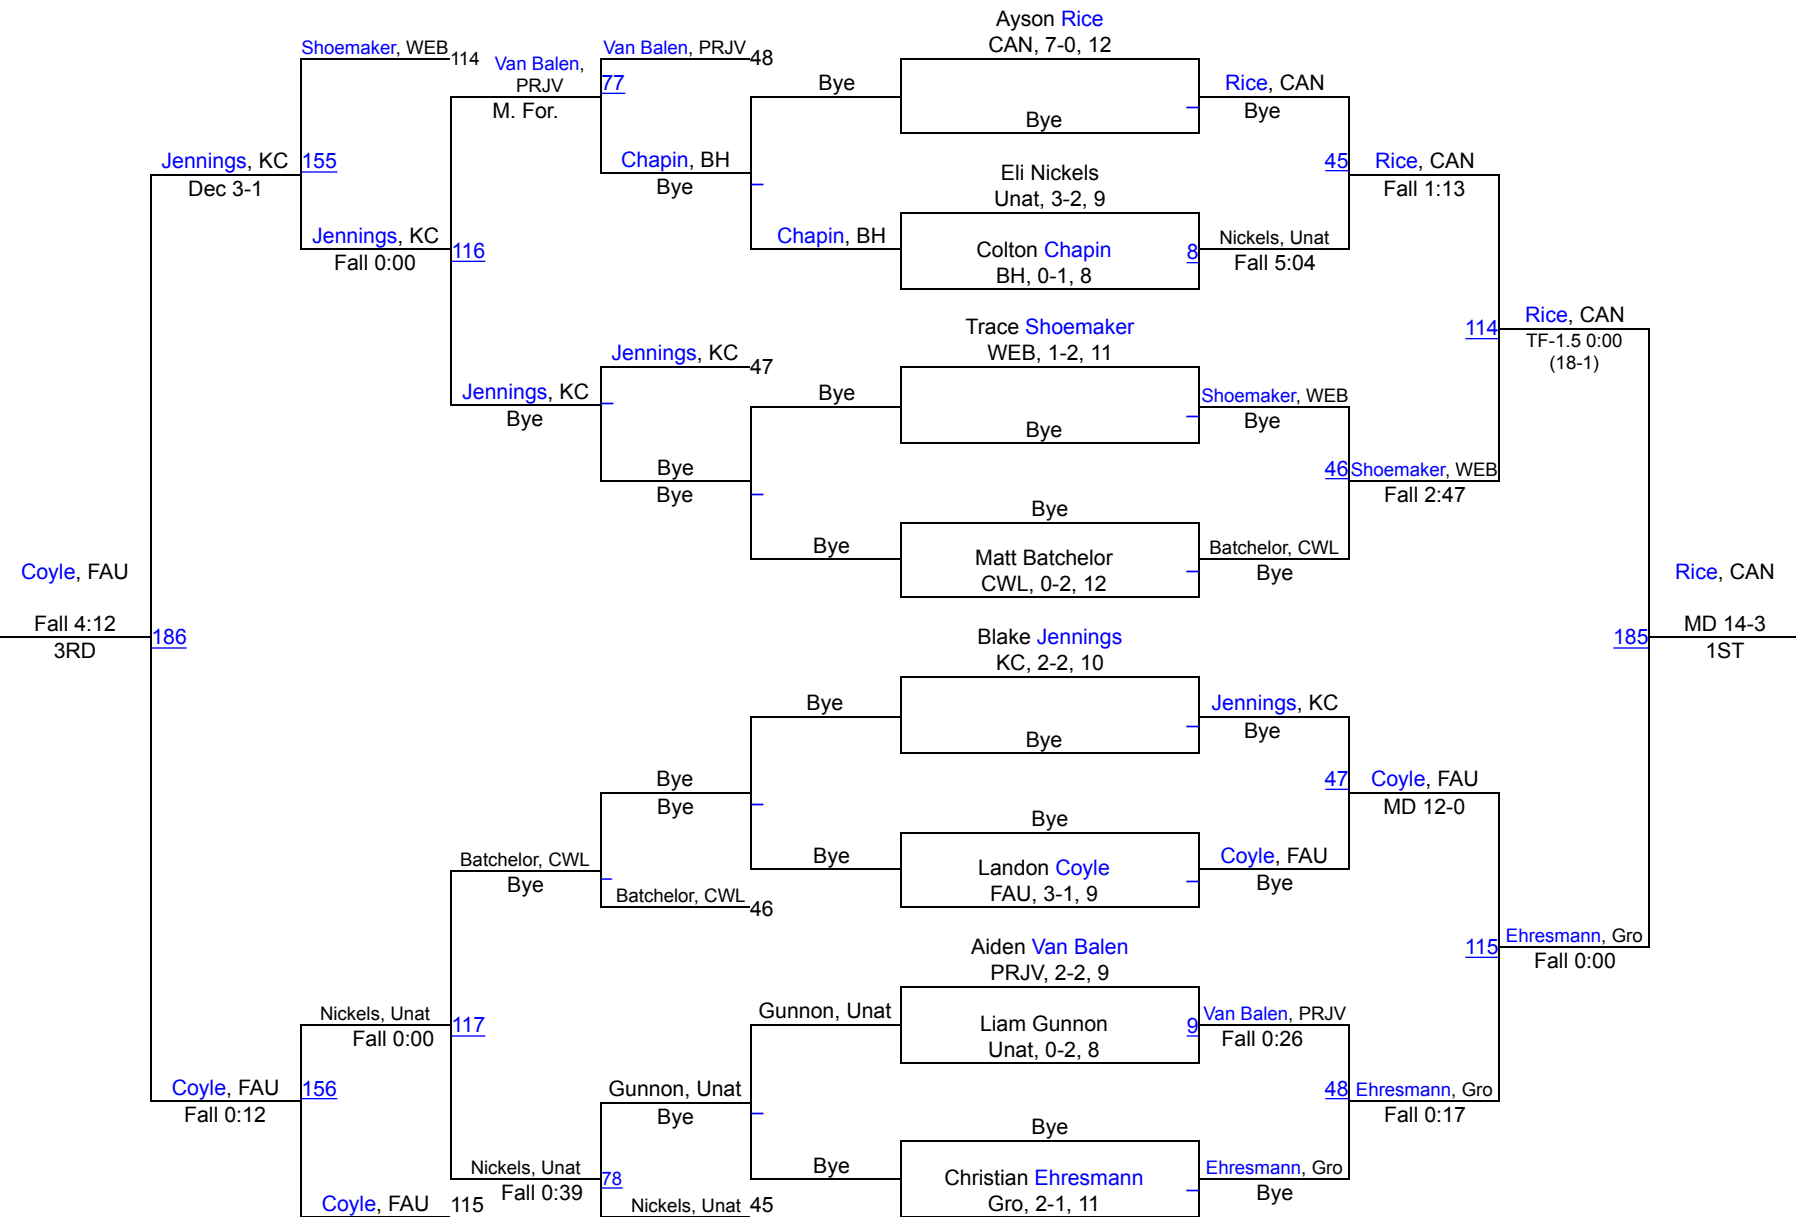 Ayson Rice
CAN, 7-0, 12
Shoemaker, WEB
114
Van Balen,
PRJV
M. For.
Van Balen, PRJV
48
77
Bye
Bye
Rice, CAN
Bye
Jennings, KC
Dec 3-1
155
Chapin, BH
Bye
Eli Nickels
Unat, 3-2, 9
45
Rice, CAN
Fall 1:13
Jennings, KC
Fall 0:00
116
Chapin, BH
Colton Chapin
BH, 0-1, 8
8
Nickels, Unat
Fall 5:04
Trace Shoemaker
WEB, 1-2, 11
114
Rice, CAN
TF-1.5 0:00
(18-1)
Jennings, KC
47
Jennings, KC
Bye
Bye
Bye
Shoemaker, WEB
Bye
Bye
Bye
46
Shoemaker, WEB
Fall 2:47
Bye
Bye
Matt Batchelor
CWL, 0-2, 12
Batchelor, CWL
Bye
Coyle, FAU
Fall 4:12
3RD
186
Rice, CAN
185
MD 14-3
1ST
Blake Jennings
KC, 2-2, 10
Bye
Bye
Jennings, KC
Bye
Bye
Bye
47
Coyle, FAU
MD 12-0
Bye
Bye
Landon Coyle
FAU, 3-1, 9
Coyle, FAU
Bye
Batchelor, CWL
Bye
Batchelor, CWL
46
Aiden Van Balen
PRJV, 2-2, 9
115
Ehresmann, Gro
Fall 0:00
Nickels, Unat
Fall 0:00
117
Gunnon, Unat
Liam Gunnon
Unat, 0-2, 8
9
Van Balen, PRJV
Fall 0:26
Coyle, FAU
Fall 0:12
156
Gunnon, Unat
Bye
48
Ehresmann, Gro
Fall 0:17
Bye
Bye
Christian Ehresmann
Gro, 2-1, 11
Ehresmann, Gro
Bye
Nickels, Unat
Fall 0:39
78
Coyle, FAU
115
Nickels, Unat
45